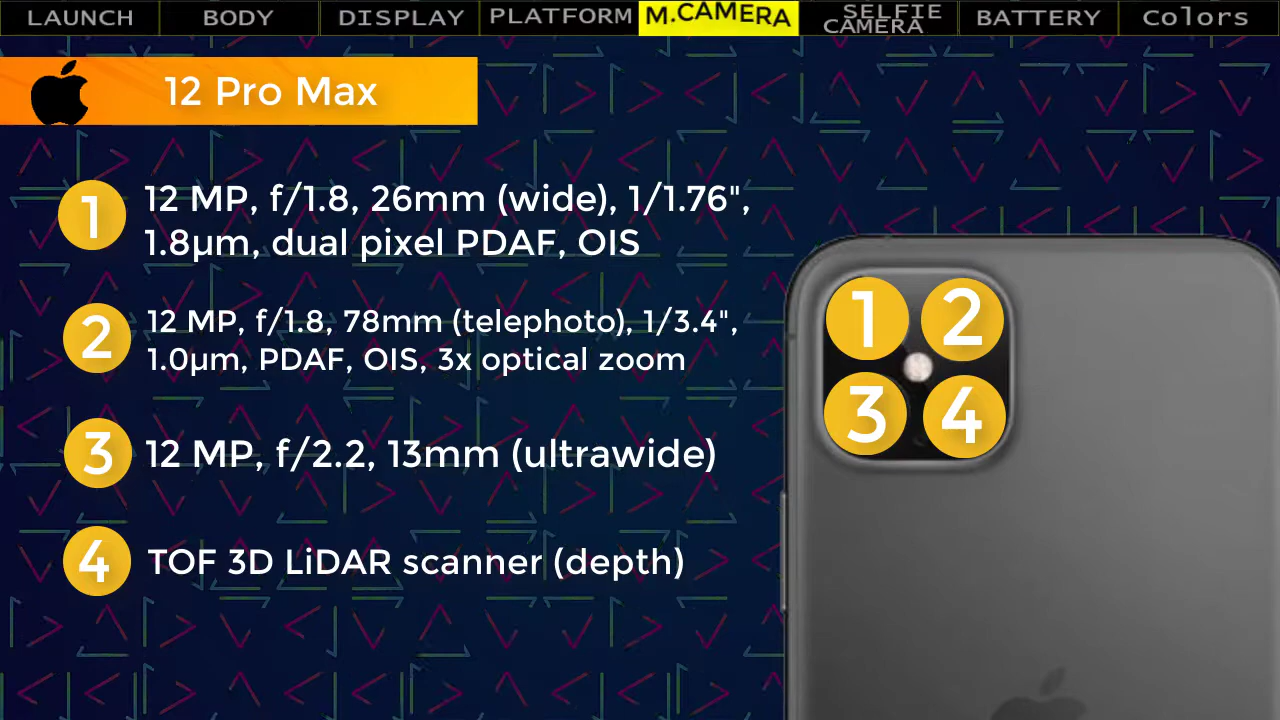 LAUNCH
BODY
DISPLAY
PLATFORM
M.CAMERA
SELFIE
CAMERA
BATTERY
Colors
12 Pro Max
1
12 MP, f/1.8, 26mm (wide), 1/1.76",
1.8µm, dual pixel PDAF, OIS
2
12 MP, f/1.8, 78mm (telephoto), 1/3.4",
1.0µm, PDAF, OIS, 3x optical zoom
3
12 MP, f/2.2, 13mm (ultrawide)
4
TOF 3D LiDAR scanner (depth)
1 2
3 4